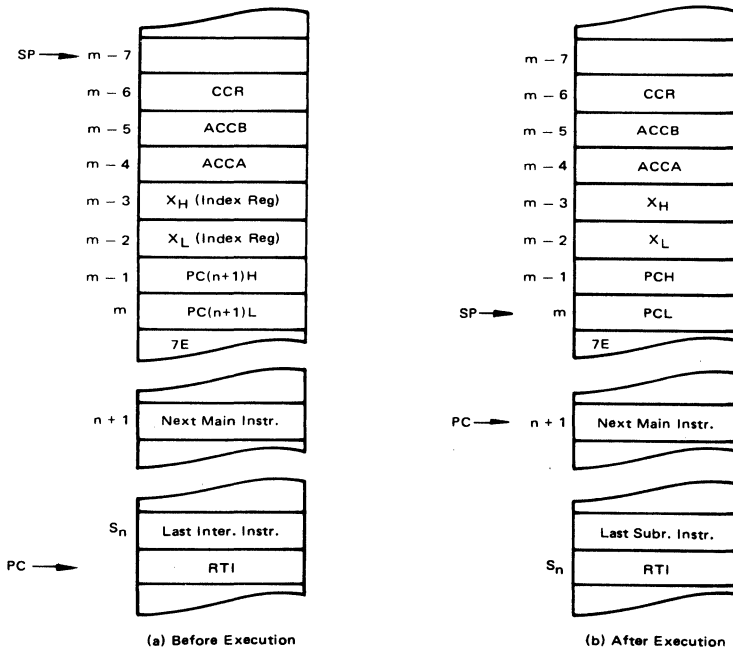 SP m – 7
m – 6 CCR
m – 5 ACCB
m – 4 ACCA
m – 3 XH (Index Reg)
m – 2 XL (Index Reg)
m – 1 PC(n+1)H
m PC(n+1)L
7E
n + 1 Next Main Instr.
Sn Last Inter. Instr.
PC RTI
(a) Before Execution
m – 7
m – 6 CCR
m – 5 ACCB
m – 4 ACCA
m – 3 XH
m – 2 XL
m – 1 PCH
SP m PCL
7E
PC n + 1 Next Main Instr.
Last Subr. Instr.
Sn RTI
(b) After Execution